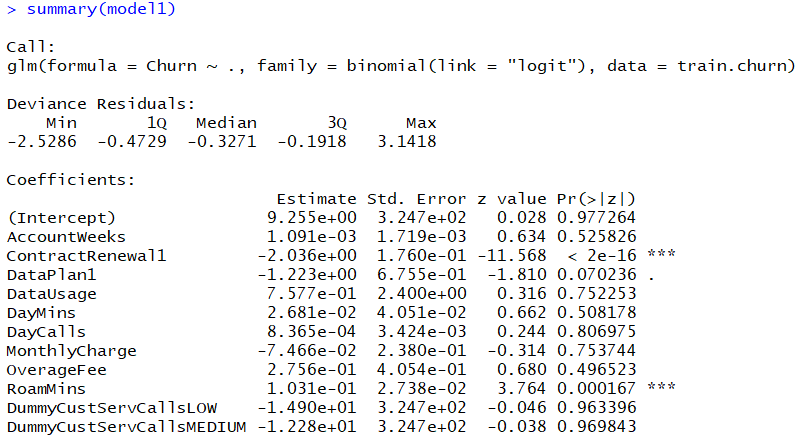 > summary(model1)
Call:
glm(formula = Churn ~ ., family = binomial(link = "logit"), data = train.churn)
Deviance Residuals:
Min 1Q Median 3Q Max
-2.5286 -0.4729 -0.3271 -0.1918 3.1418
Coefficients:
Estimate Std. Error z value Pr(>|z|)
(Intercept) 9.255e+00 3.247e+02 0.028 0.977264
AccountWeeks 1.091e-03 1.719e-03 0.634 0.525826
ContractRenewal1 -2.036e+00 1.760e-01 -11.568 < 2e-16 ***
DataPlan1 -1.223e+00 6.755e-01 -1.810 0.070236 .
DataUsage 7.577e-01 2.400e+00 0.316 0.752253
DayMins 2.681e-02 4.051e-02 0.662 0.508178
DayCalls 8.365e-04 3.424e-03 0.244 0.806975
MonthlyCharge -7.466e-02 2.380e-01 -0.314 0.753744
OverageFee 2.756e-01 4.054e-01 0.680 0.496523
RoamMins 1.031e-01 2.738e-02 3.764 0.000167 ***
DummyCustServCallsLOW -1.490e+01 3.247e+02 -0.046 0.963396
DummyCustServCallsMEDIUM -1.228e+01 3.247e+02 -0.038 0.969843